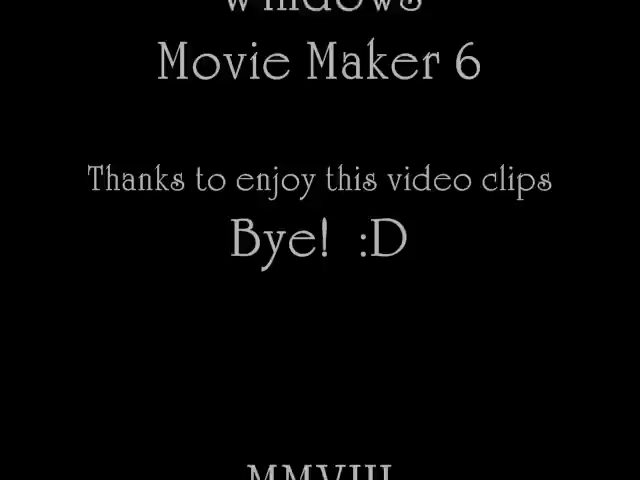 Windows
Movie Maker 6
Thanks to enjoy this video clips
Bye! :D
MMVIII